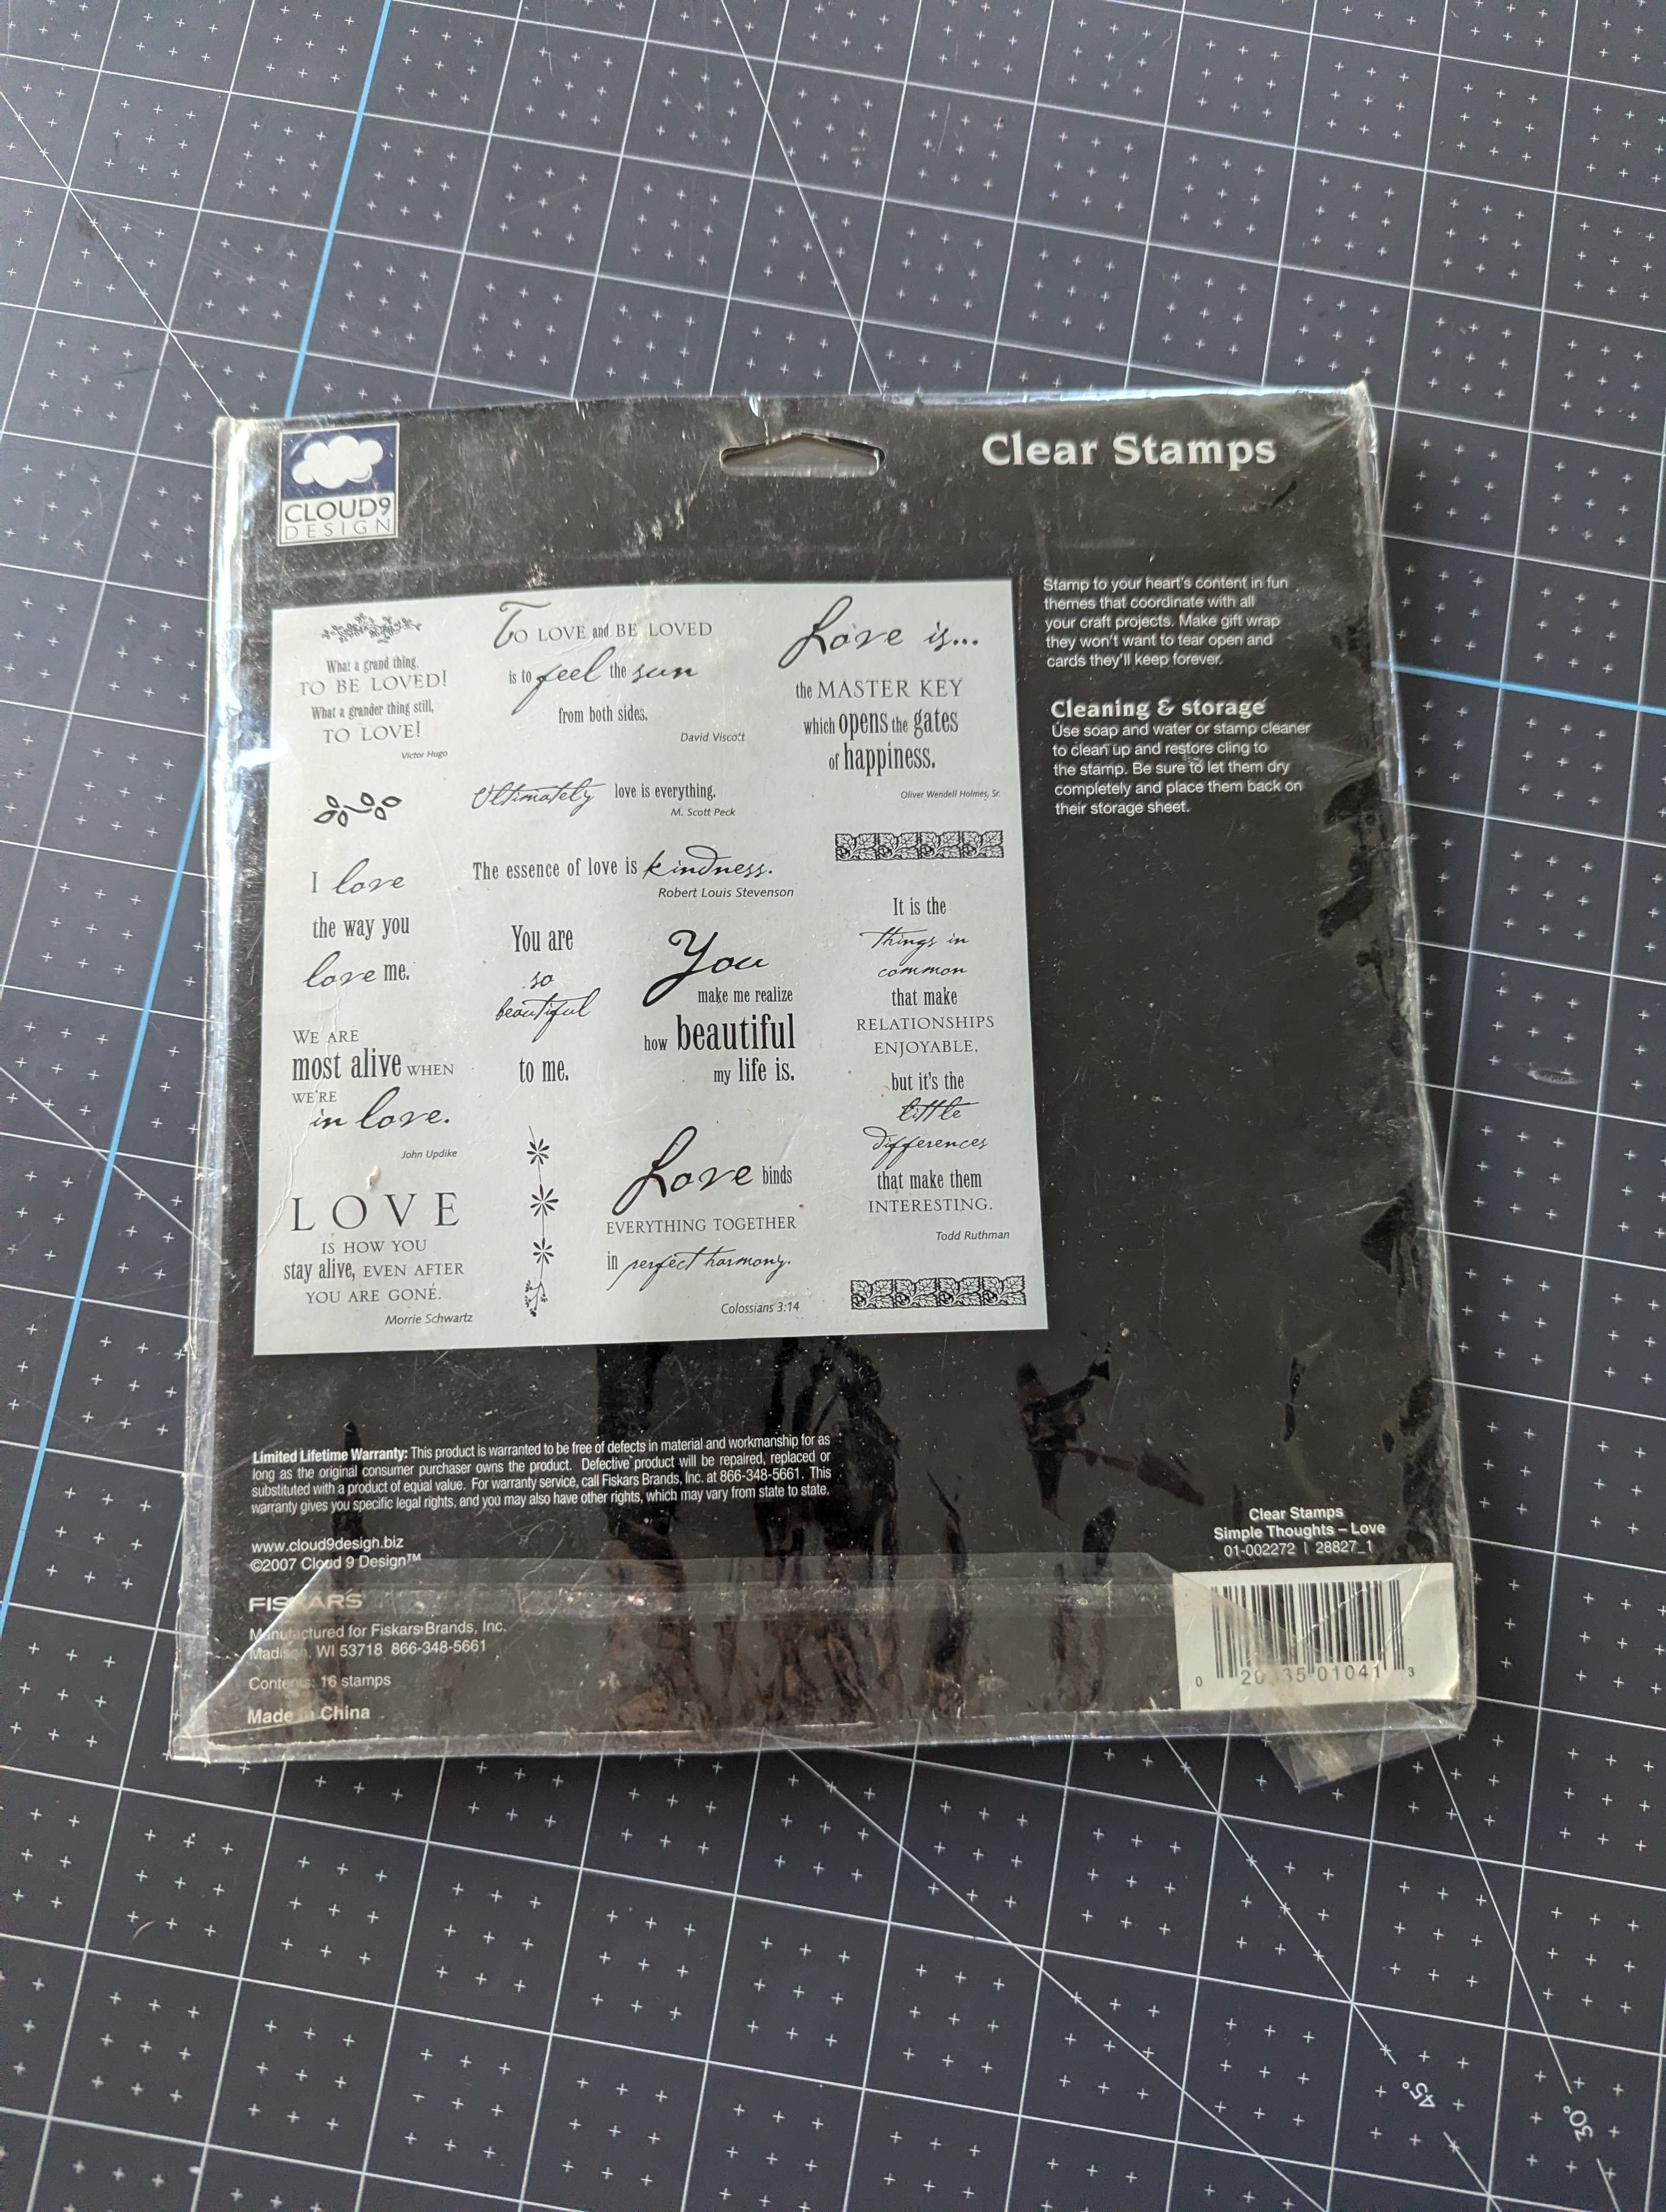 CLOUD9
DESIGN
Clear Stamps
What a grand thing,
TO BE LOVED!
What a grander thing still,
TO LOVE!
Victor Hugo
TO LOVE and BE LOVED
is to feel the sun
from both sides.
David Viscott
Love is...
the MASTER KEY
which opens the gates
of happiness.
Oliver Wendell Holmes, Sr.
Ultimately love is everything.
M. Scott Peck
The essence of love is kindness.
Robert Louis Stevenson
I love
the way you
love me.
You are
so
beautiful
to me.
You
make me realize
how beautiful
my life is.
It is the
things in
common
that make
RELATIONSHIPS
ENJOYABLE,
but it's the
little
differences
that make them
INTERESTING.
Todd Ruthman
WE ARE
most alive WHEN
WE'RE
in love.
John Updike
LOVE
IS HOW YOU
stay alive, EVEN AFTER
YOU ARE GONE.
Morrie Schwartz
Love binds
EVERYTHING TOGETHER
in perfect harmony.
Colossians 3:14
Stamp to your heart's content in fun
themes that coordinate with all
your craft projects. Make gift wrap
they won't want to tear open and
cards they'll keep forever.
Cleaning & storage
Use soap and water or stamp cleaner
to clean up and restore cling to
the stamp. Be sure to let them dry
completely and place them back on
their storage sheet.
Limited Lifetime Warranty: This product is warranted to be free of defects in material and workmanship for as
long as the original consumer purchaser owns the product. Defective product will be repaired, replaced or
substituted with a product of equal value. For warranty service, call Fiskars Brands, Inc. at 866-348-5661. This
warranty gives you specific legal rights, and you may also have other rights, which may vary from state to state.
www.cloud9design.biz
©2007 Cloud 9 Design™
FISKARS
Manufactured for Fiskars Brands, Inc.
Madison, WI 53718 866-348-5661
Contents: 16 stamps
Made in China
Clear Stamps
Simple Thoughts – Love
01-002272 | 28827_1
0 3
45°
30°